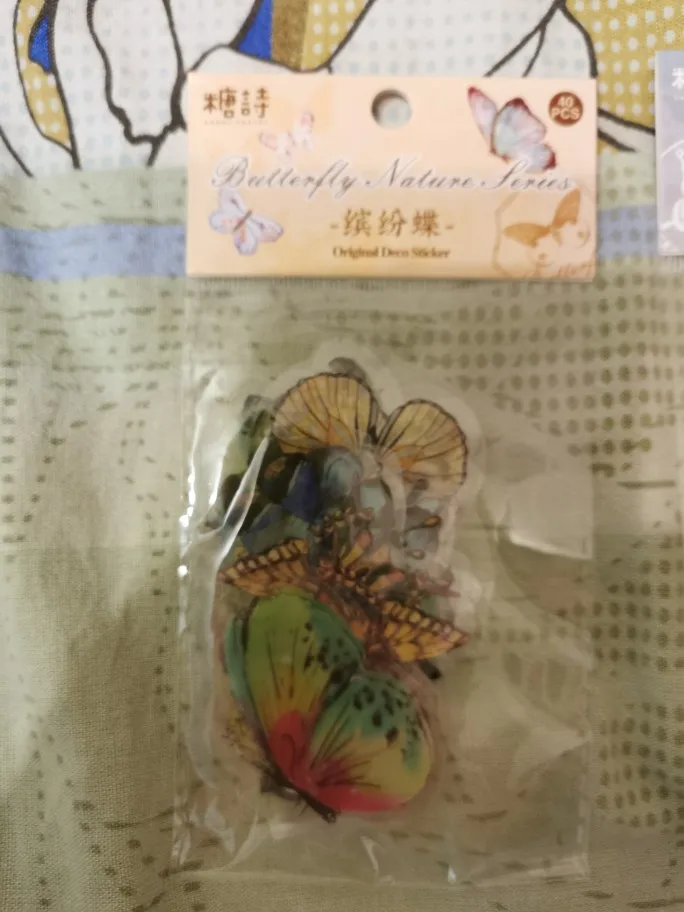 糖詩
40
PCS
Butterfly Nature Series
-缤纷蝶-
Original Deco Sticker